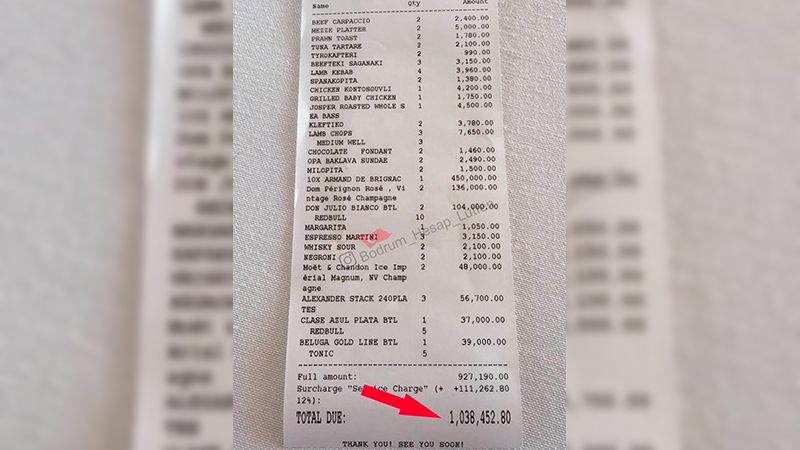 Name Qty Amount
BEEF CARPACCIO 2 2,400.00
MEZZE PLATTER 2 5,000.00
PRAWN TOAST 2 1,780.00
TUNA TARTARE 2 2,100.00
TYROKAFTERI 2 990.00
BEEFTEKI SAGANAKI 3 3,150.00
LAMB KEBAB 4 3,960.00
SPANAKOPITA 2 1,380.00
CHICKEN KONTOSOUVLI 1 4,200.00
GRILLED BABY CHICKEN 1 1,750.00
JOSPER ROASTED WHOLE S 1 4,500.00
EA BASS
KLEFTIKO 2 3,780.00
LAMB CHOPS 3 7,650.00
MEDIUM WELL 3
CHOCOLATE FONDANT 2 1,460.00
OPA BAKLAVA SUNDAE 2 2,490.00
MILOPITA 2 1,500.00
10X ARMAND DE BRIGNAC 1 450,000.00
Dom Pérignon Rosé , Vi 2 136,000.00
ntage Rosé Champagne
DON JULIO BIANCO BTL 2 104,000.00
REDBULL 10
MARGARITA 1 1,050.00
ESPRESSO MARTINI 3 3,150.00
WHISKY SOUR 2 2,100.00
NEGRONI 2 2,100.00
Moët & Chandon Ice Imp 2 48,000.00
érial Magnum, NV Champ
agne
ALEXANDER STACK 240PLA 3 56,700.00
TES
CLASE AZUL PLATA BTL 1 37,000.00
REDBULL 5
BELUGA GOLD LINE BTL 1 39,000.00
TONIC 5
Full amount: 927,190.00
Surcharge "Service Charge" (+ +111,262.80
12%):
TOTAL DUE: 1,038,452.80
THANK YOU! SEE YOU SOON!